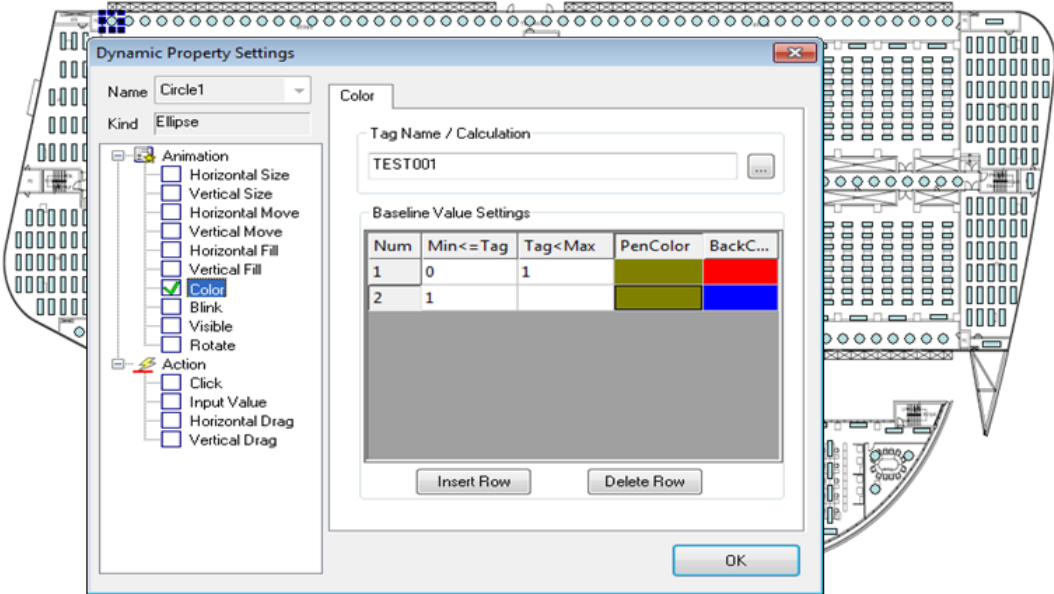 Dynamic Property Settings
Name Circle1
Kind Ellipse
Animation
Horizontal Size
Vertical Size
Horizontal Move
Vertical Move
Horizontal Fill
Vertical Fill
Color
Blink
Visible
Rotate
Action
Click
Input Value
Horizontal Drag
Vertical Drag
Color
Tag Name / Calculation
TEST001 ...
Baseline Value Settings
Num Min<=Tag Tag<Max PenColor BackC...
1 0 1
2 1
Insert Row Delete Row
OK